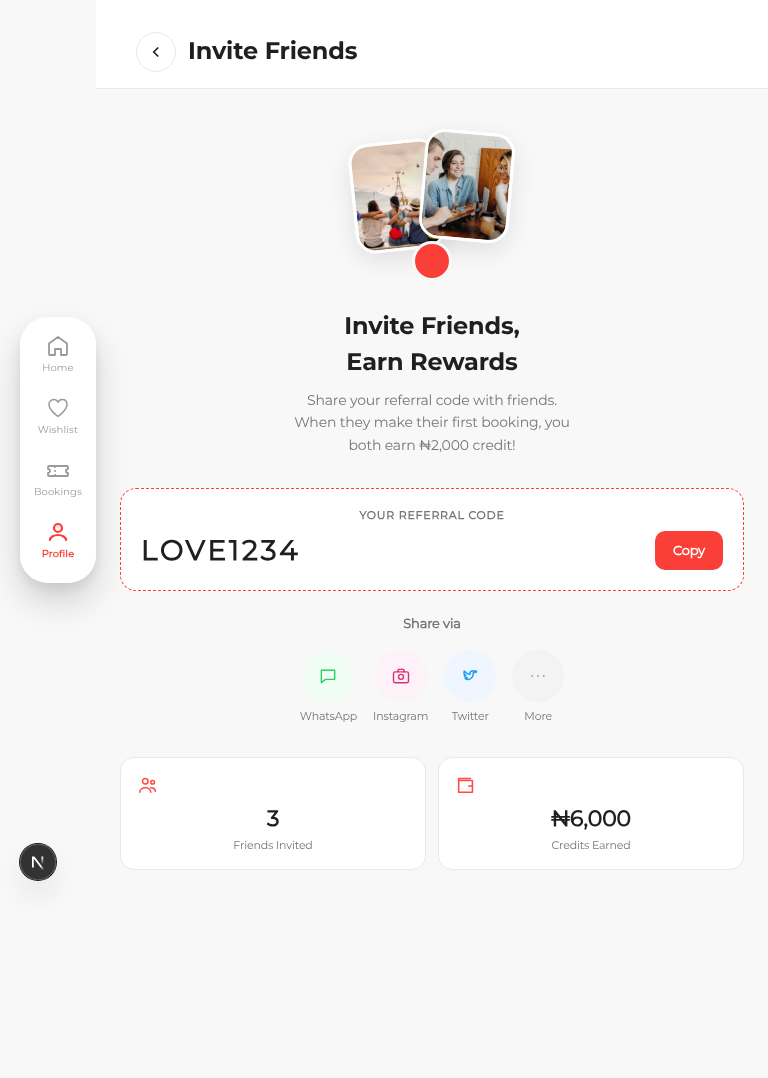 Invite Friends
Invite Friends,
Earn Rewards
Share your referral code with friends.
When they make their first booking, you
both earn ₦2,000 credit!
Home
Wishlist
Bookings
Profile
YOUR REFERRAL CODE
LOVE1234
Copy
Share via
WhatsApp
Instagram
Twitter
More
3
Friends Invited
₦6,000
Credits Earned
N